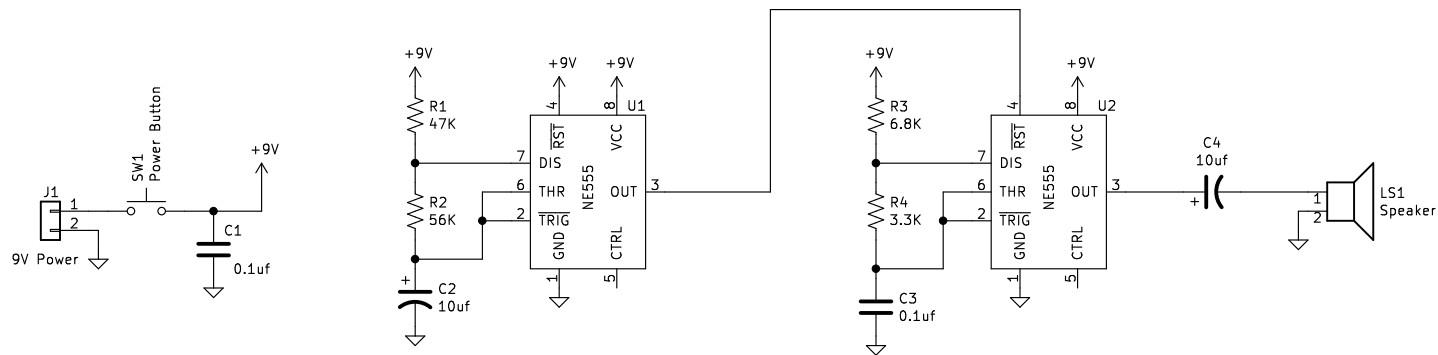 J1
1
2
9V Power
SW1
Power Button
+9V
C1
0.1uf
+9V
R1
47K
R2
56K
+
C2
10uf
+9V
+9V
4
8
U1
RST
VCC
7
DIS
6
THR
2
TRIG
NE555
OUT
3
GND
CTRL
1
5
+9V
R3
6.8K
R4
3.3K
C3
0.1uf
+9V
4
8
U2
RST
VCC
7
DIS
6
THR
2
TRIG
NE555
OUT
3
GND
CTRL
1
5
C4
10uf
+
1
2
LS1
Speaker